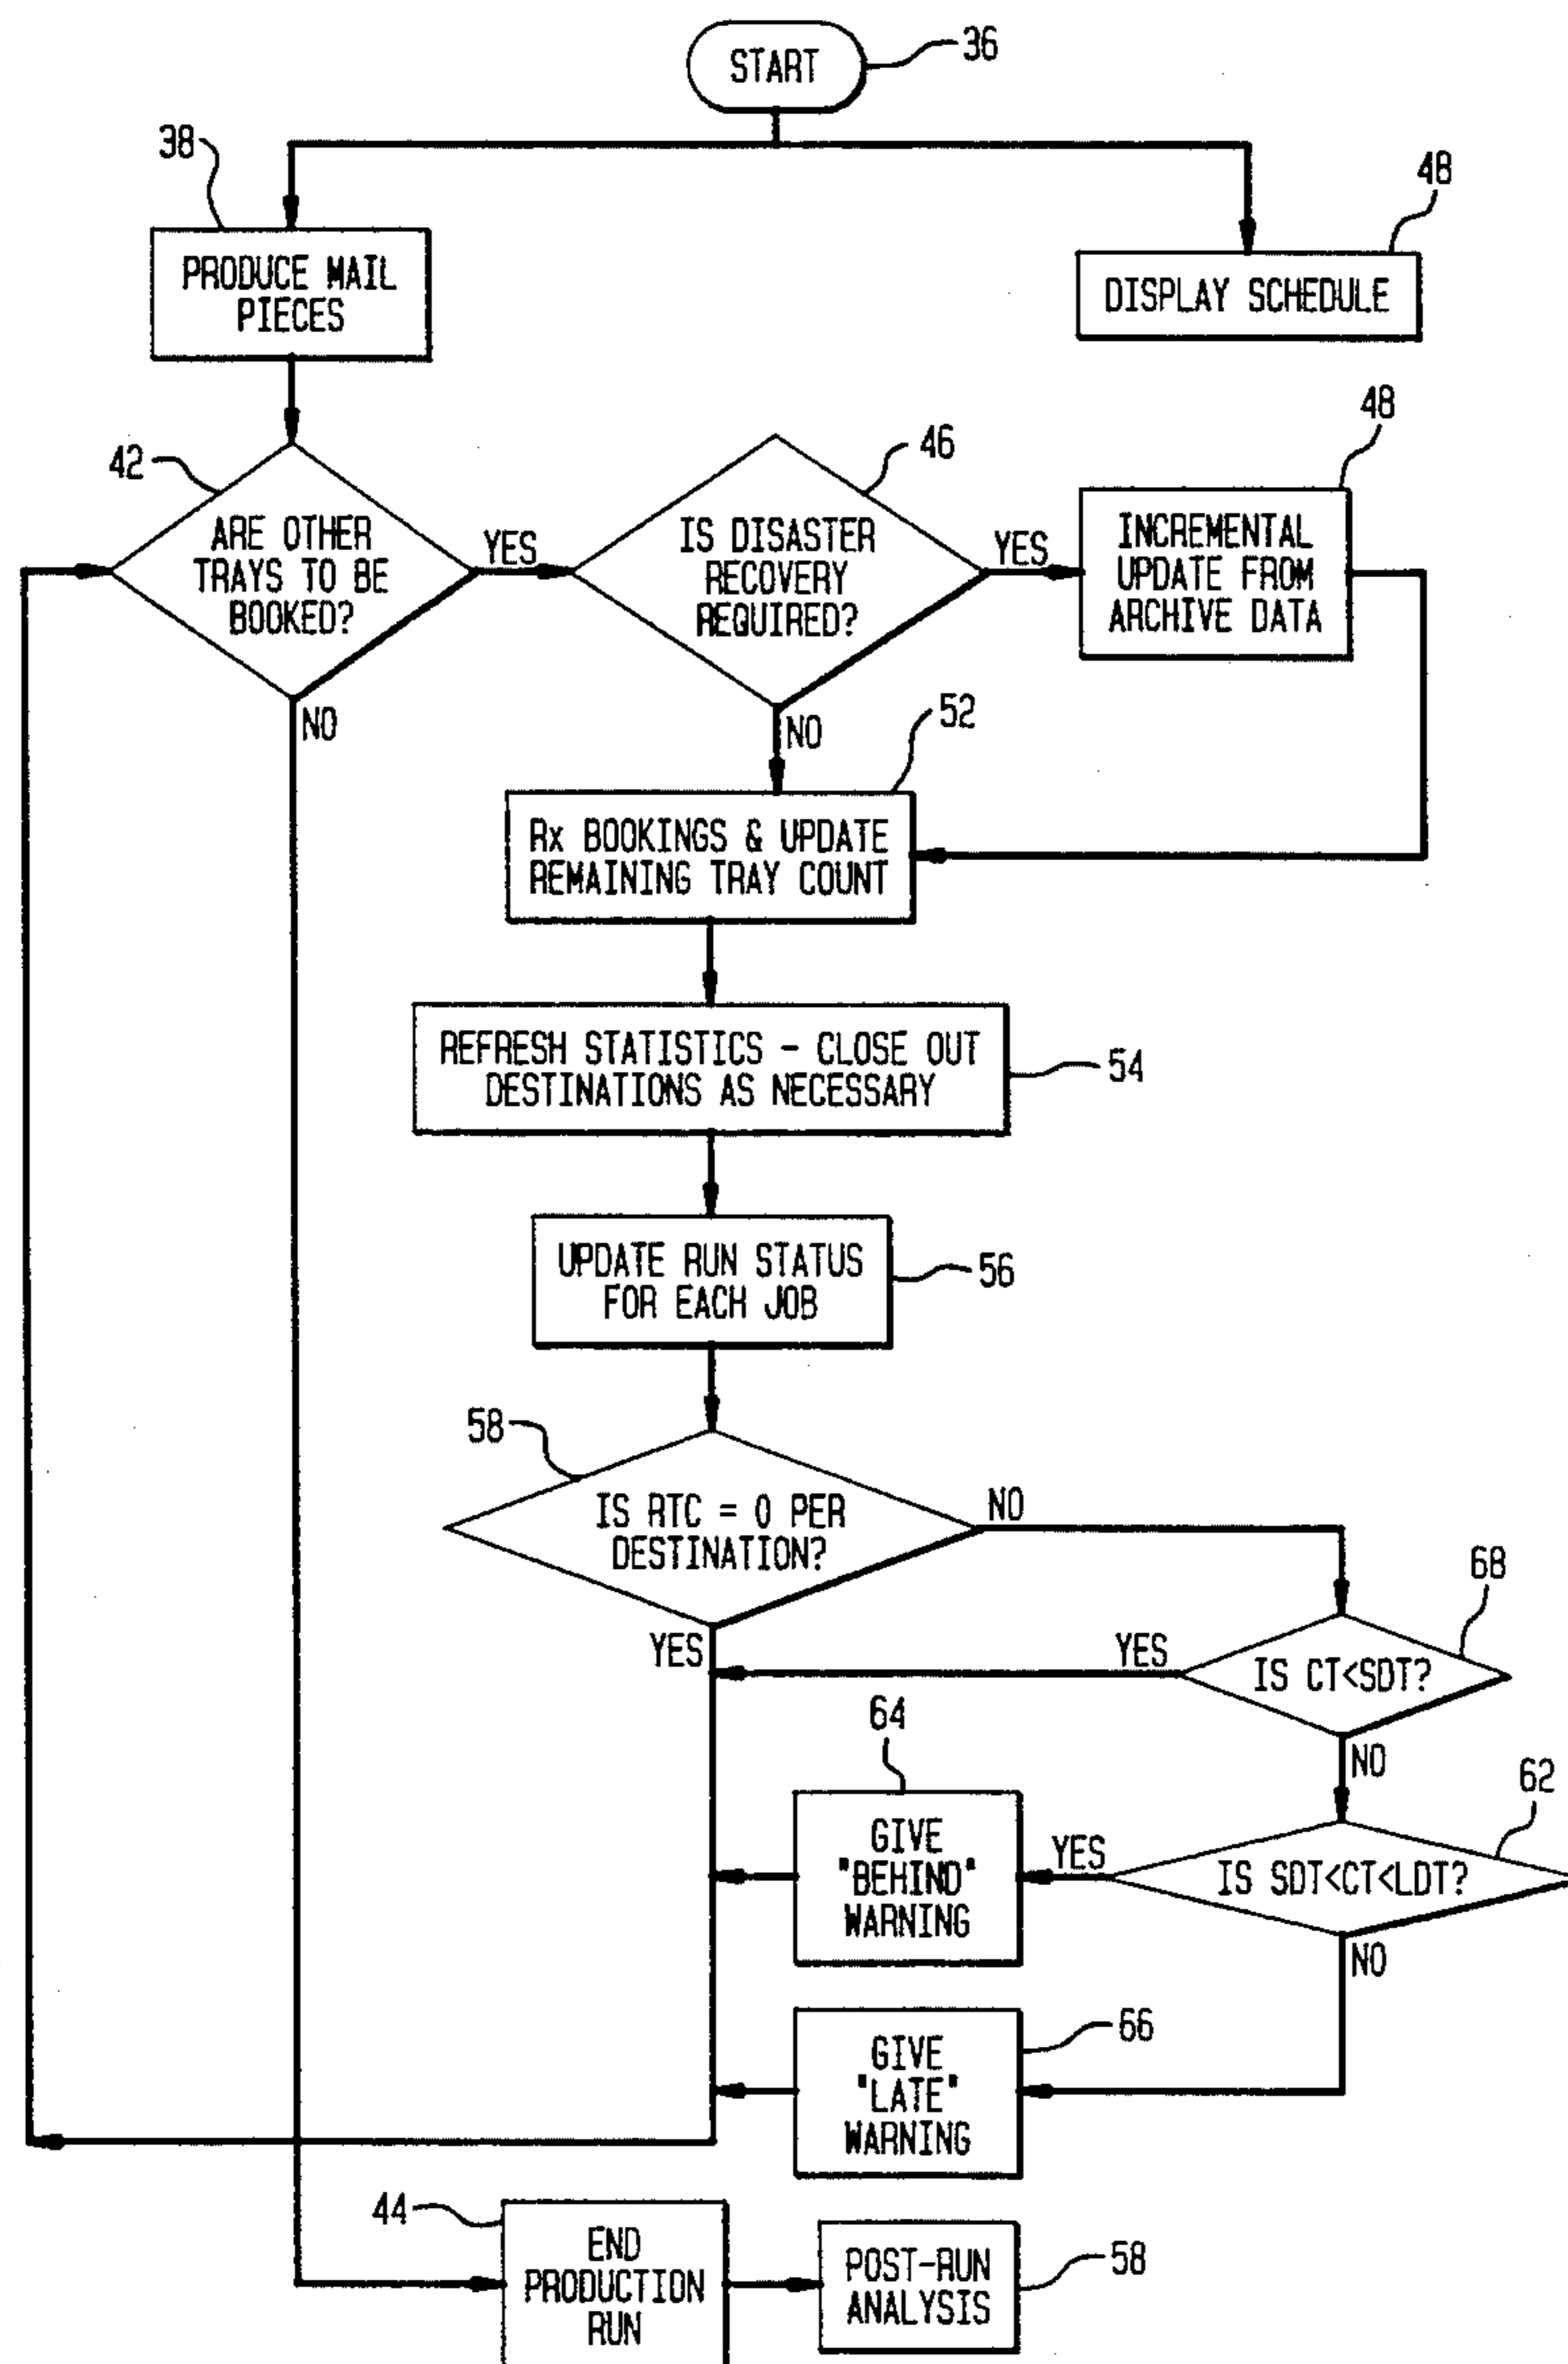 START
36
38
48
PRODUCE MAIL
PIECES
DISPLAY SCHEDULE
48
42
46
ARE OTHER
TRAYS TO BE
BOOKED?
YES
IS DISASTER
RECOVERY
REQUIRED?
YES
INCREMENTAL
UPDATE FROM
ARCHIVE DATA
NO
NO
52
Rx BOOKINGS & UPDATE
REMAINING TRAY COUNT
REFRESH STATISTICS - CLOSE OUT
DESTINATIONS AS NECESSARY
54
UPDATE RUN STATUS
FOR EACH JOB
56
58
IS RTC = 0 PER
DESTINATION?
NO
YES
68
YES
IS CT<SDT?
NO
64
62
GIVE
"BEHIND"
WARNING
YES
IS SDT<CT<LDT?
NO
GIVE
"LATE"
WARNING
66
44
END
PRODUCTION
RUN
POST-RUN
ANALYSIS
58